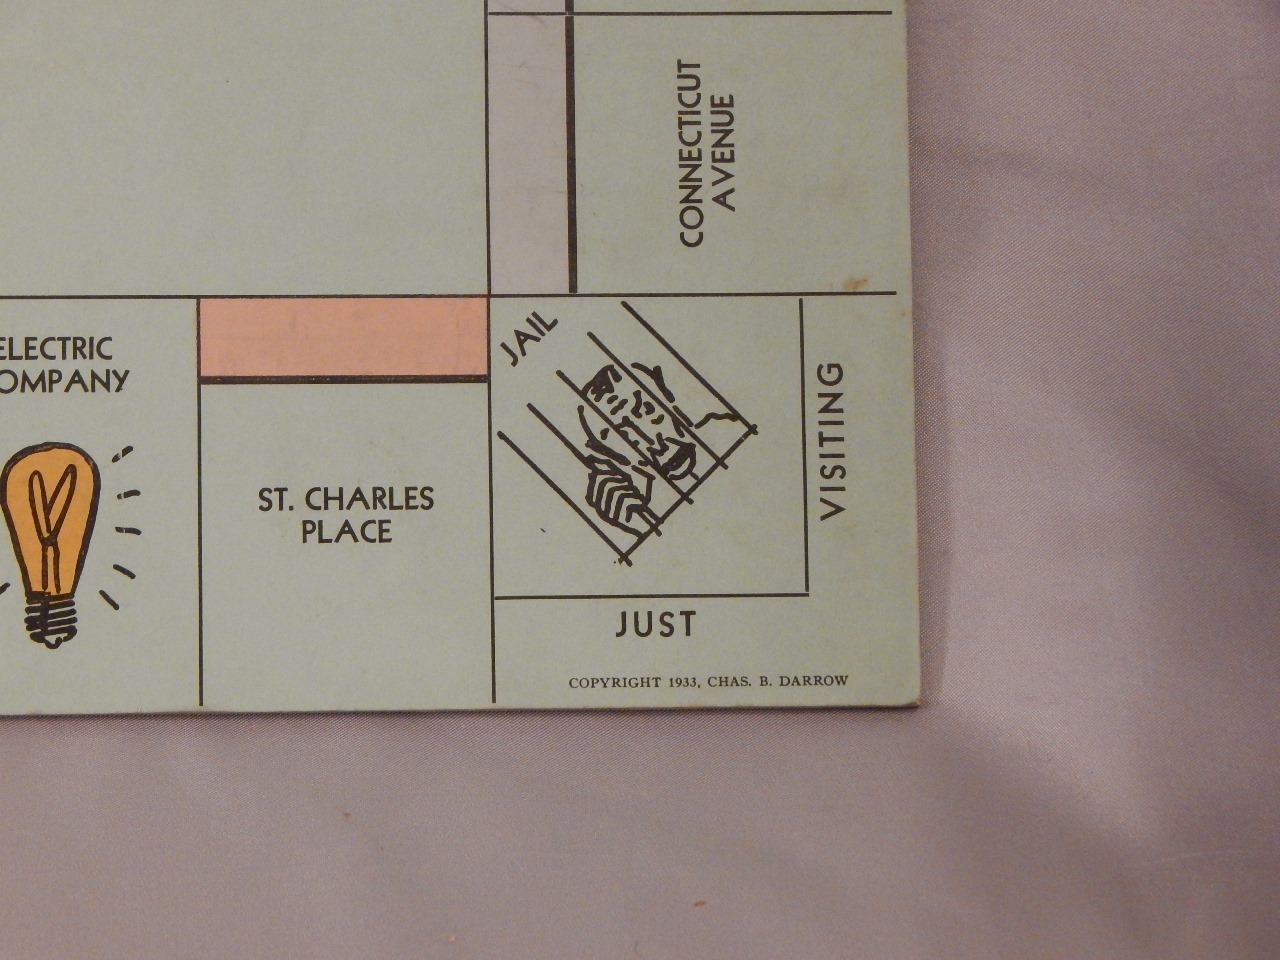 CONNECTICUT
AVENUE
ELECTRIC
OMPANY
ST. CHARLES
PLACE
JAIL
VISITING
JUST
COPYRIGHT 1933, CHAS. B. DARROW